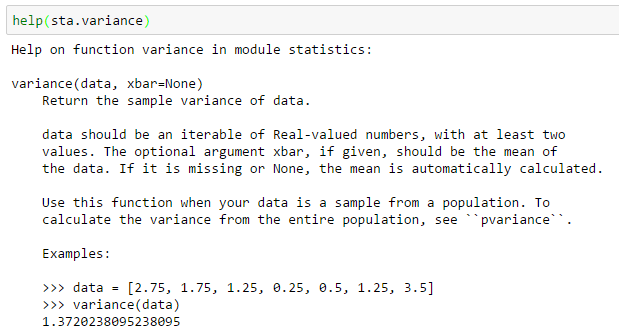 help(sta.variance)
Help on function variance in module statistics:
variance(data, xbar=None)
Return the sample variance of data.
data should be an iterable of Real-valued numbers, with at least two
values. The optional argument xbar, if given, should be the mean of
the data. If it is missing or None, the mean is automatically calculated.
Use this function when your data is a sample from a population. To
calculate the variance from the entire population, see ``pvariance``.
Examples:
>>> data = [2.75, 1.75, 1.25, 0.25, 0.5, 1.25, 3.5]
>>> variance(data)
1.3720238095238095